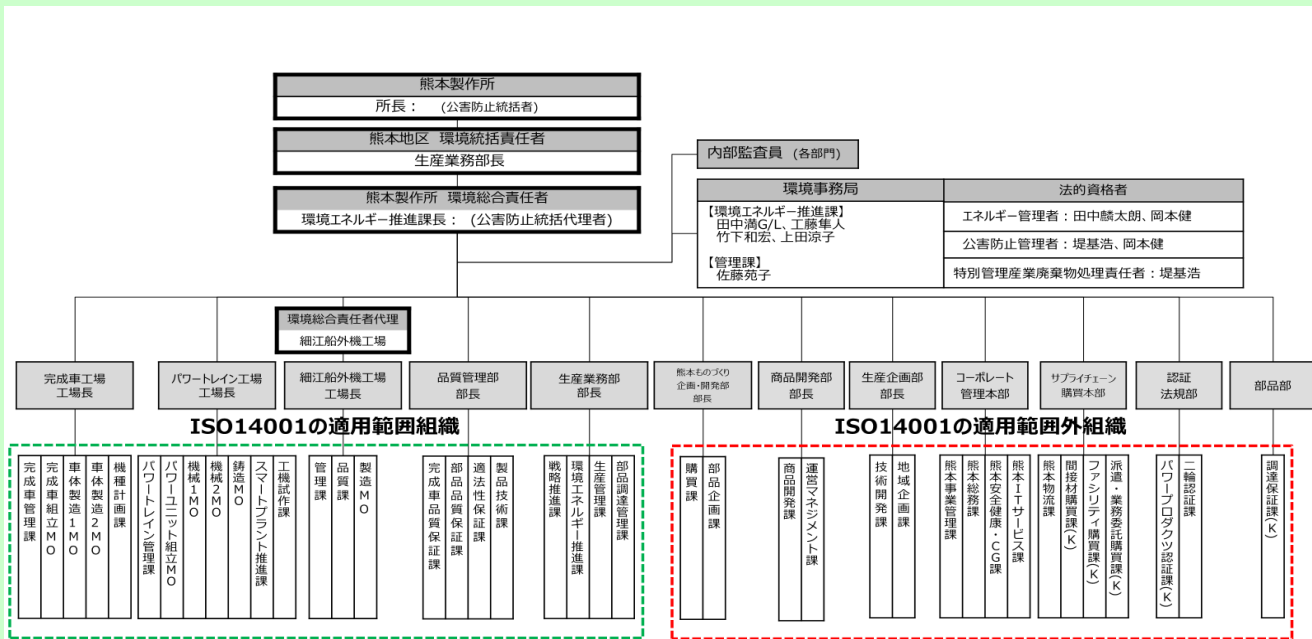 熊本製作所
所長： (公害防止統括者)
熊本地区 環境統括責任者
生産業務部長
熊本製作所 環境総合責任者
環境エネルギー推進課長： (公害防止統括代理者)
内部監査員 (各部門)
環境事務局
【環境エネルギー推進課】
田中満G/L、工藤隼人
竹下和宏、上田涼子
【管理課】
佐藤苑子
法的資格者
エネルギー管理者：田中麟太朗、岡本健
公害防止管理者：堤基浩、岡本健
特別管理産業廃棄物処理責任者：堤基浩
環境総合責任者代理
細江船外機工場
完成車工場
工場長
パワートレイン工場
工場長
細江船外機工場
工場長
品質管理部
部長
生産業務部
部長
熊本ものづくり
企画・開発部
部長
商品開発部
部長
生産企画部
部長
コーポレート
管理本部
サプライチェーン
購買本部
認証
法規部
部品部
ISO14001の適用範囲組織
ISO14001の適用範囲外組織
完成車管理課
完成車組立MO
車体製造1MO
車体製造2MO
機種計画課
パワートレイン管理課
パワーユニット組立MO
機械1MO
機械2MO
鋳造MO
スマートプラント推進課
工機試作課
管理課
品質課
製造MO
完成車品質保証課
部品品質保証課
適法性保証課
製品技術課
戦略推進課
環境エネルギー推進課
生産管理課
部品調達管理課
購買課
部品企画課
商品開発課
運営マネジメント課
技術開発課
地域企画課
熊本事業管理課
熊本総務課
熊本安全健康・CG課
熊本ITサービス課
熊本物流課
間接材購買課(K)
ファシリティ購買課(K)
派遣・業務委託購買課(K)
パワープロダクツ認証課(K)
二輪認証課
調達保証課(K)